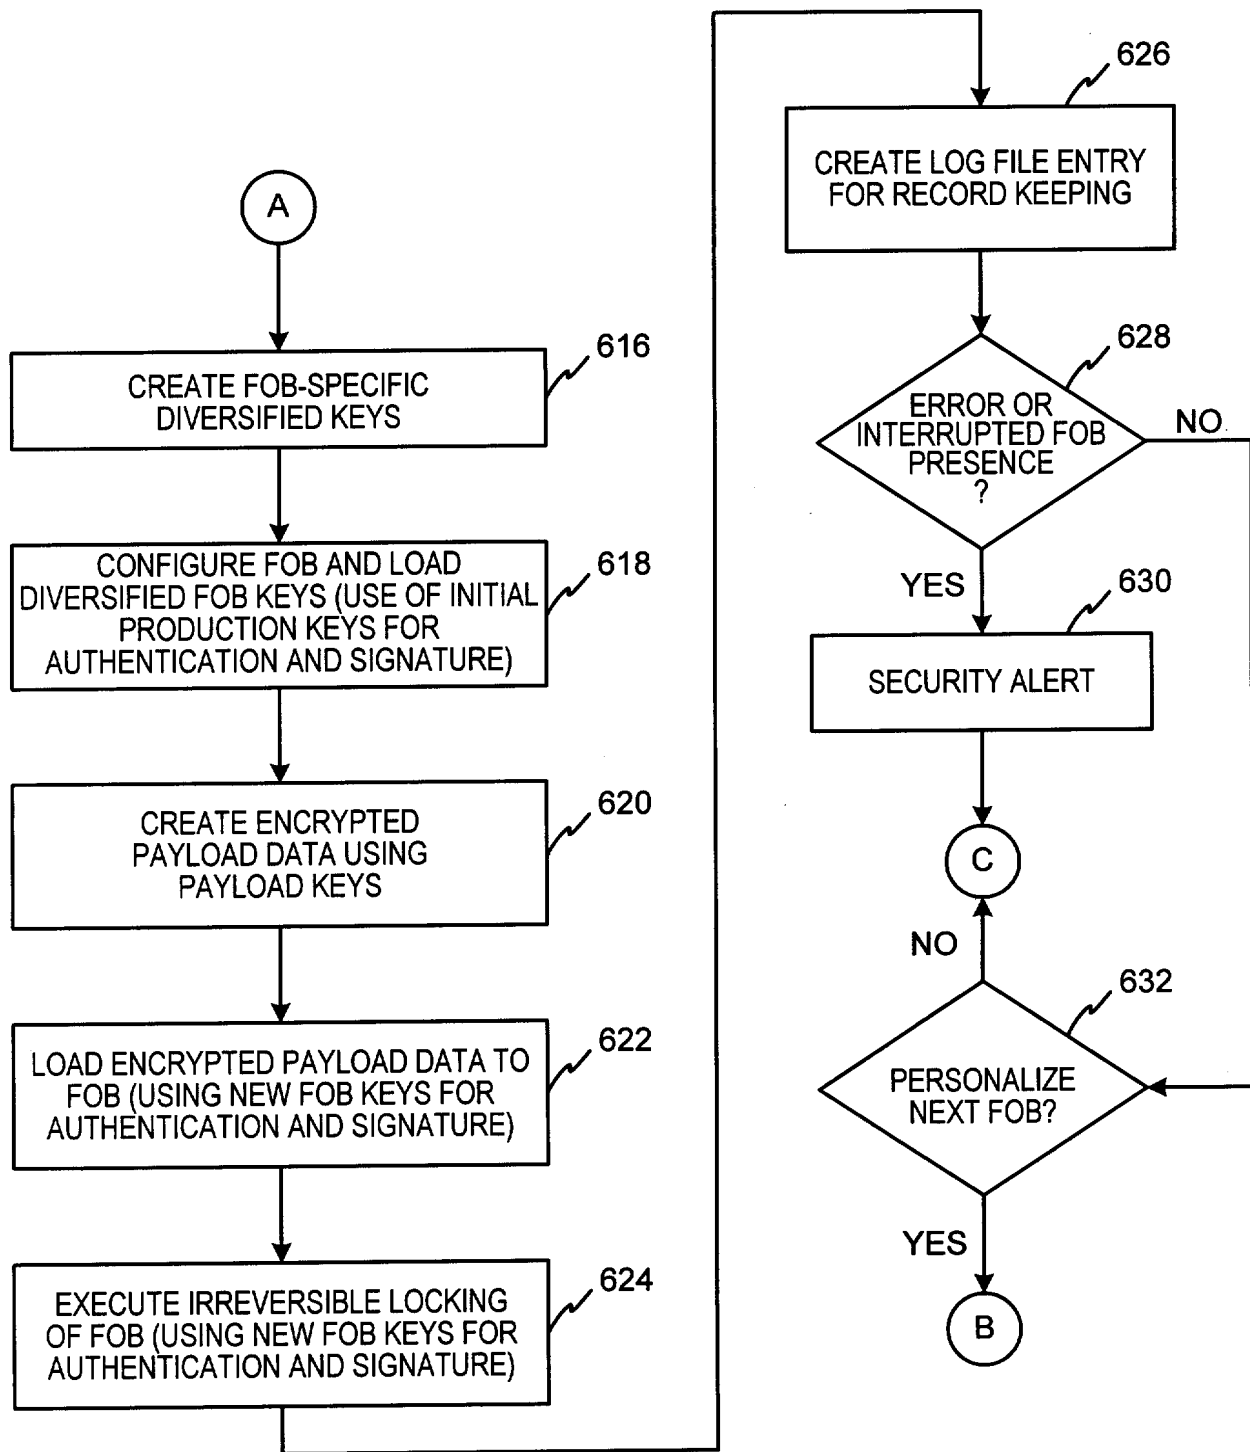 A
616
CREATE FOB-SPECIFIC
DIVERSIFIED KEYS
618
CONFIGURE FOB AND LOAD
DIVERSIFIED FOB KEYS (USE OF INITIAL
PRODUCTION KEYS FOR
AUTHENTICATION AND SIGNATURE)
620
CREATE ENCRYPTED
PAYLOAD DATA USING
PAYLOAD KEYS
622
LOAD ENCRYPTED PAYLOAD DATA TO
FOB (USING NEW FOB KEYS FOR
AUTHENTICATION AND SIGNATURE)
624
EXECUTE IRREVERSIBLE LOCKING
OF FOB (USING NEW FOB KEYS FOR
AUTHENTICATION AND SIGNATURE)
626
CREATE LOG FILE ENTRY
FOR RECORD KEEPING
628
ERROR OR
INTERRUPTED FOB
PRESENCE
?
NO
YES
630
SECURITY ALERT
C
NO
632
PERSONALIZE
NEXT FOB?
YES
B